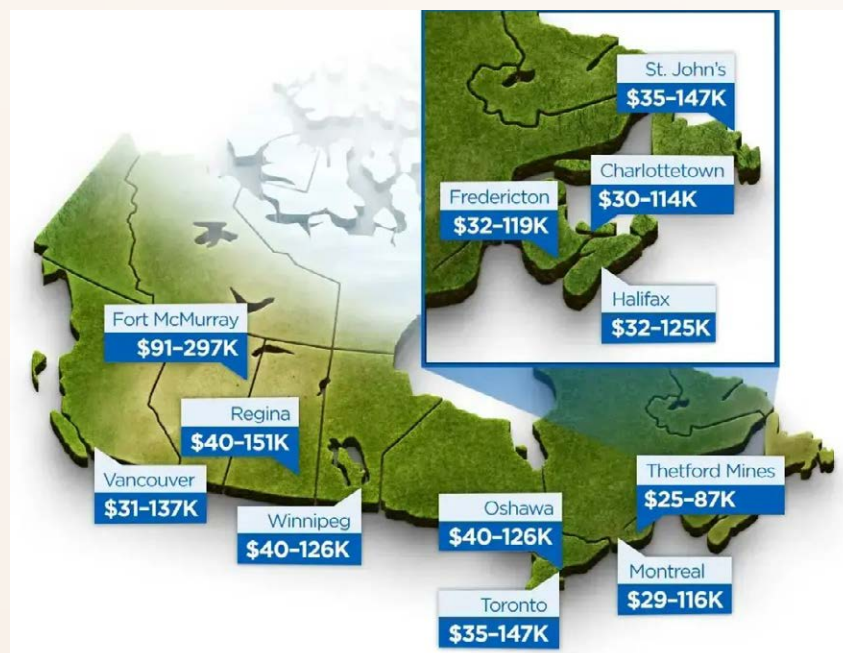 St. John's
$35–147K
Charlottetown
$30–114K
Fredericton
$32–119K
Halifax
$32–125K
Fort McMurray
$91–297K
Regina
$40–151K
Vancouver
$31–137K
Winnipeg
$40–126K
Oshawa
$40–126K
Toronto
$35–147K
Thetford Mines
$25–87K
Montreal
$29–116K